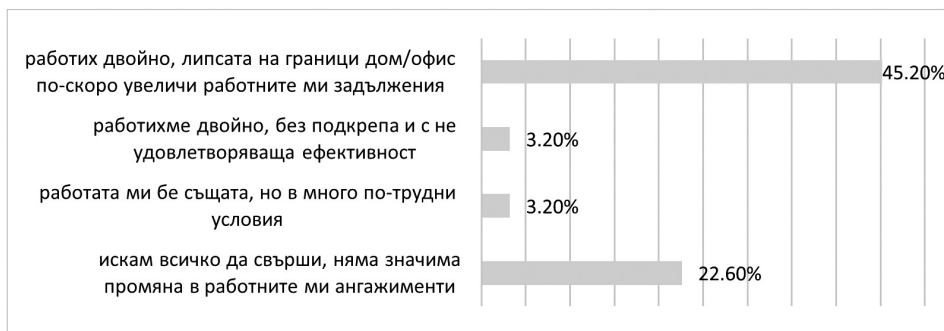 работих двойно, липсата на граници дом/офис
по-скоро увеличи работните ми задължения
45.20%
работихме двойно, без подкрепа и с не
удовлетворяваща ефективност
3.20%
работата ми бе същата, но в много по-трудни
условия
3.20%
искам всичко да свърши, няма значима
промяна в работните ми ангажименти
22.60%